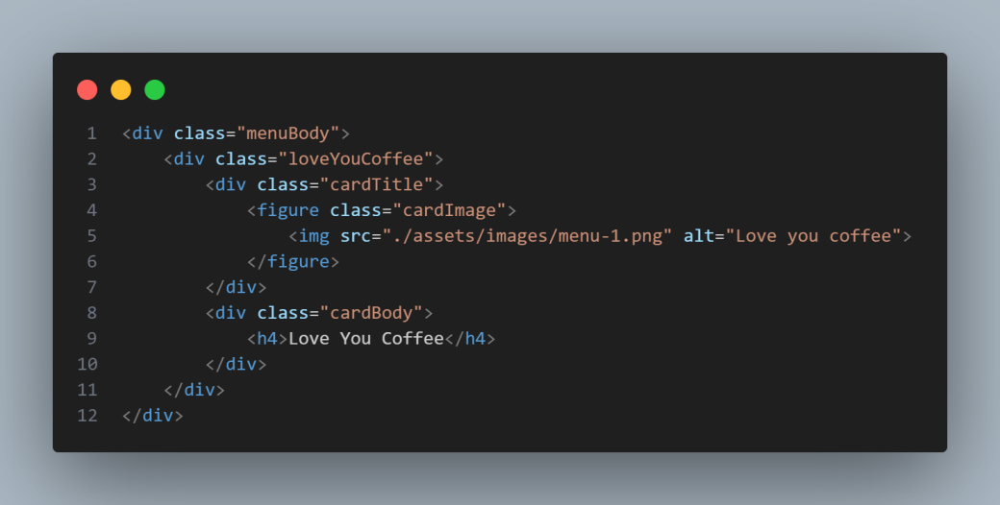 1 <div class="menuBody">
2     <div class="loveYouCoffee">
3         <div class="cardTitle">
4             <figure class="cardImage">
5                 <img src="./assets/images/menu-1.png" alt="Love you coffee">
6             </figure>
7         </div>
8         <div class="cardBody">
9             <h4>Love You Coffee</h4>
10         </div>
11     </div>
12 </div>